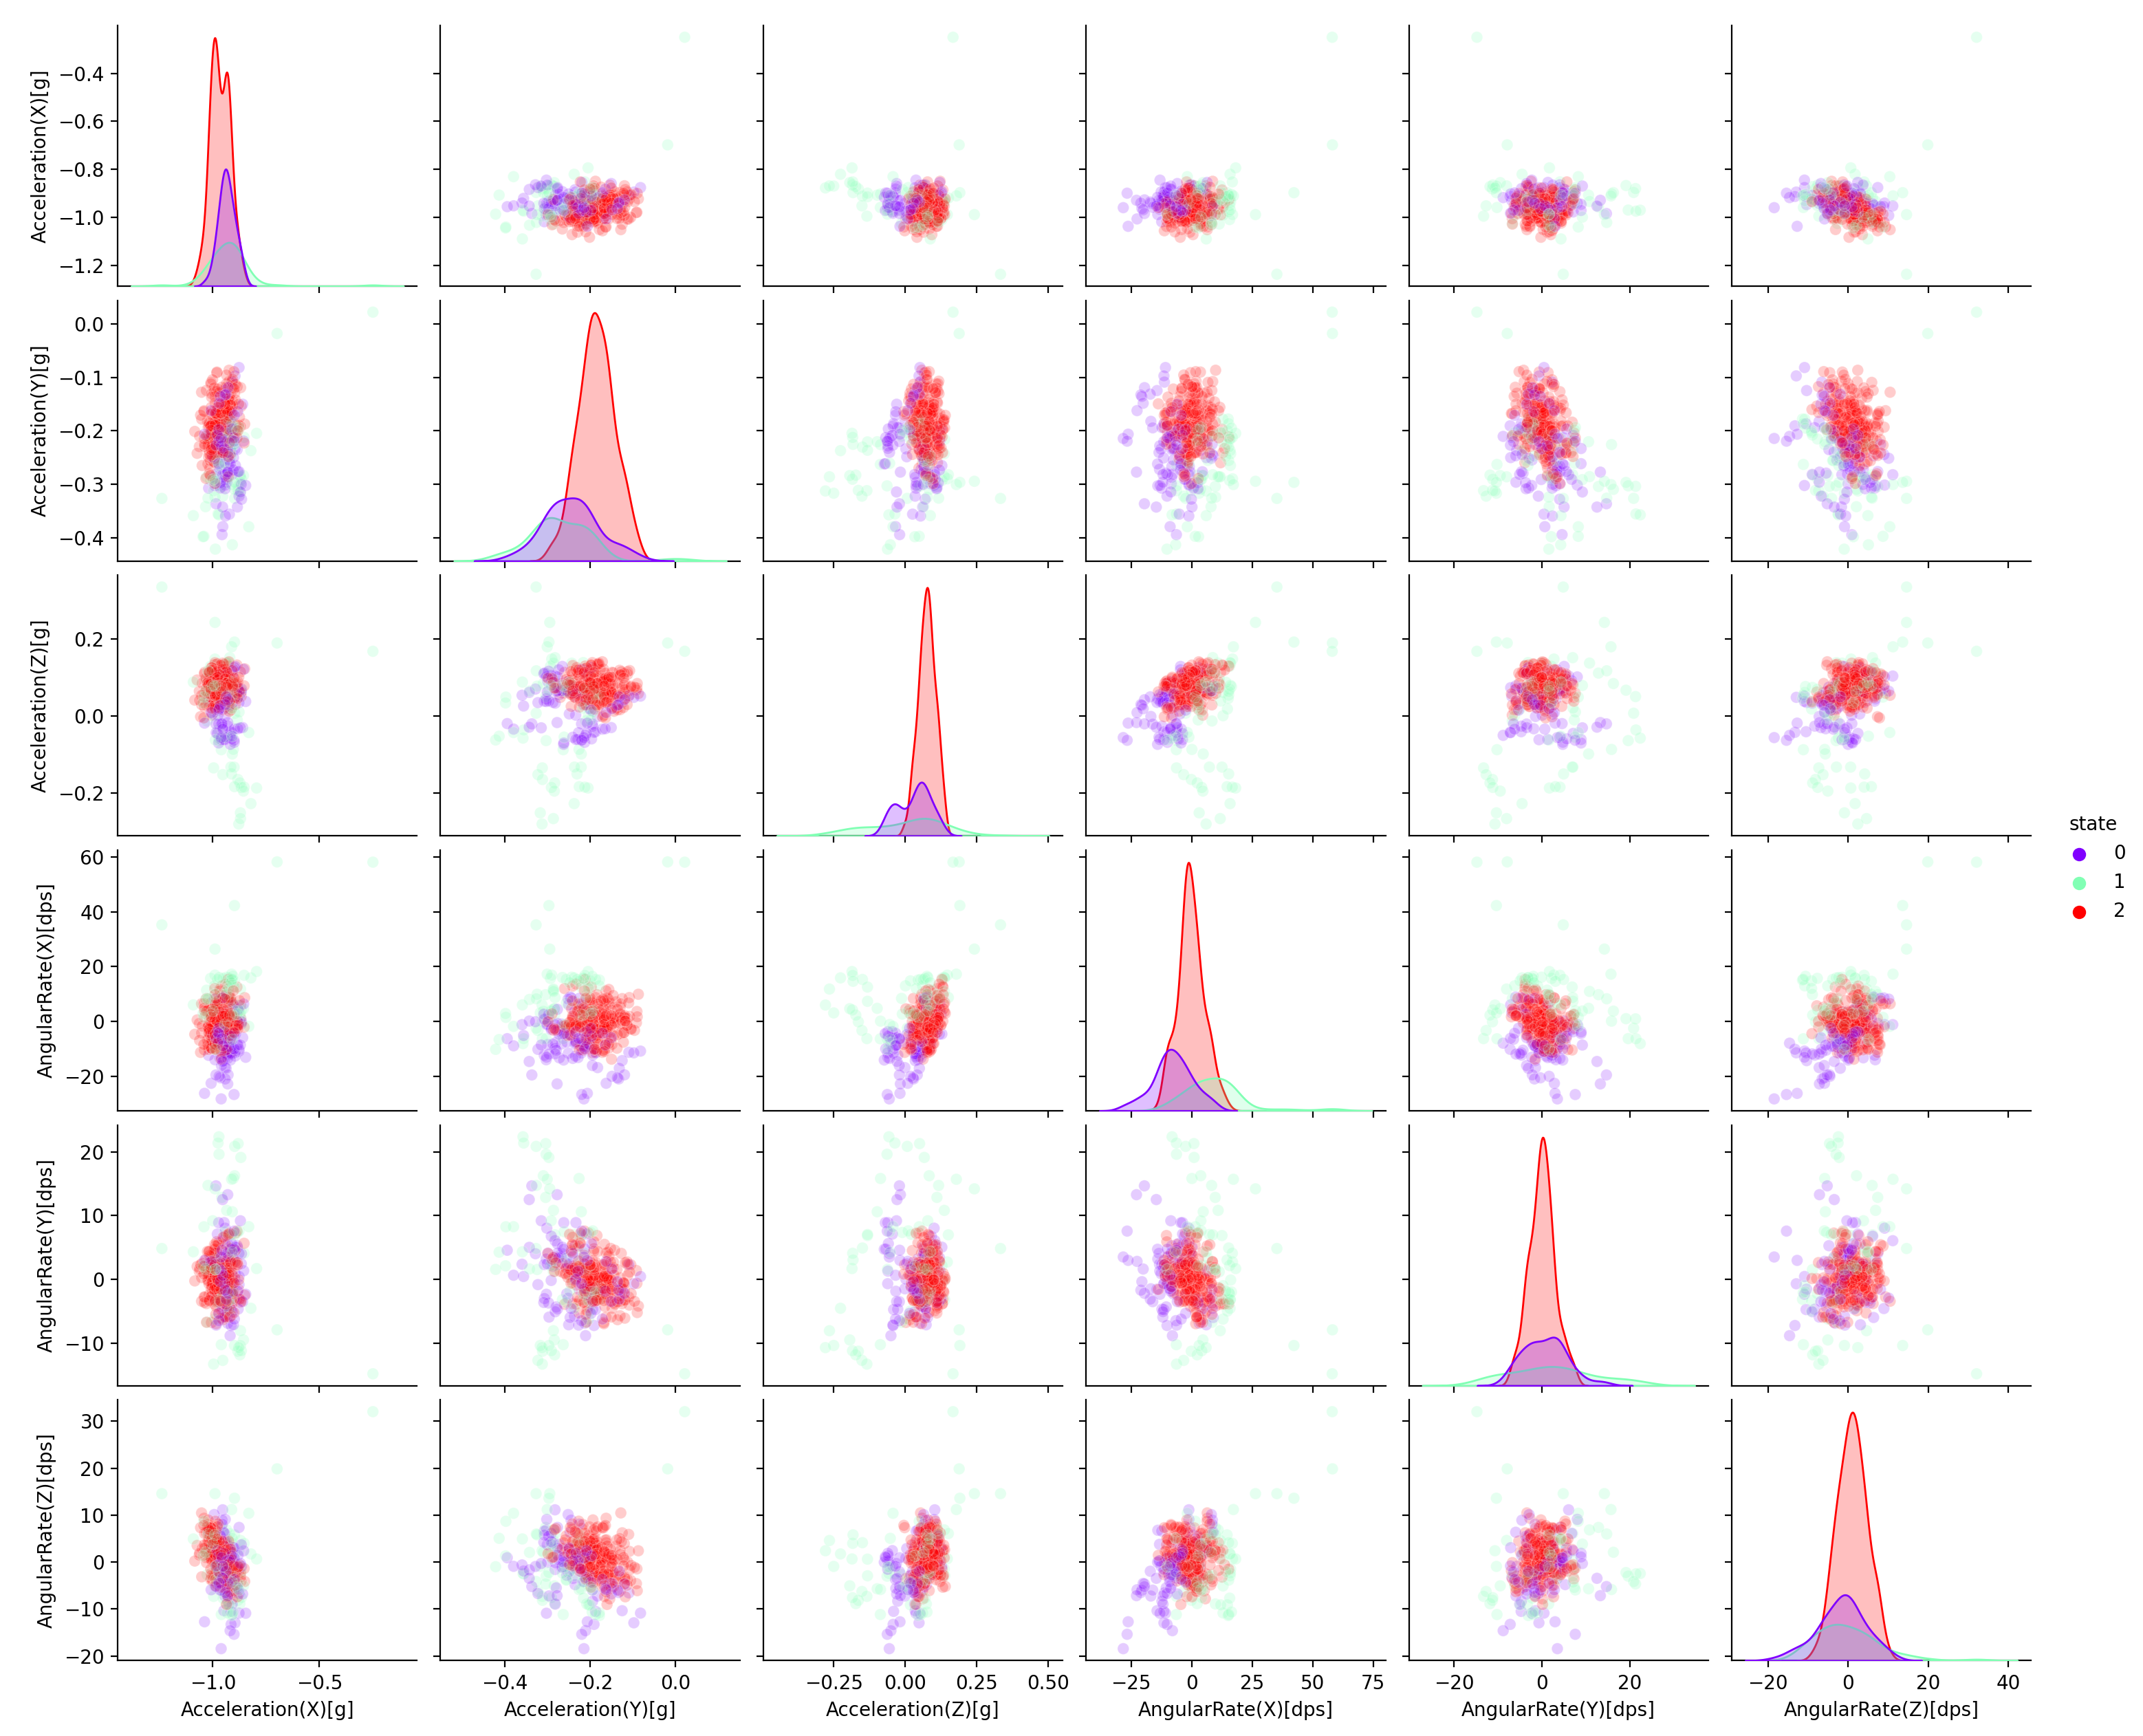 Acceleration(X)[g]
−0.4
−0.6
−0.8
−1.0
−1.2
Acceleration(Y)[g]
0.0
−0.1
−0.2
−0.3
−0.4
Acceleration(Z)[g]
0.2
0.0
−0.2
AngularRate(X)[dps]
60
40
20
0
−20
AngularRate(Y)[dps]
20
10
0
−10
AngularRate(Z)[dps]
30
20
10
0
−10
−20
−1.0 −0.5
−0.4 −0.2 0.0
−0.25 0.00 0.25 0.50
−25 0 25 50 75
−20 0 20
−20 0 20 40
Acceleration(X)[g]
Acceleration(Y)[g]
Acceleration(Z)[g]
AngularRate(X)[dps]
AngularRate(Y)[dps]
AngularRate(Z)[dps]
state
0
1
2